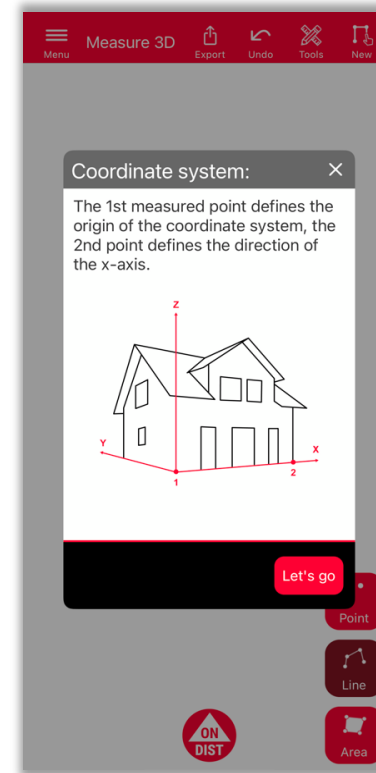 Menu
Measure 3D
Export
Undo
Tools
New
Coordinate system:
The 1st measured point defines the
origin of the coordinate system, the
2nd point defines the direction of
the x-axis.
Z
Y
X
1
2
Let's go
Point
Line
ON
DIST
Area